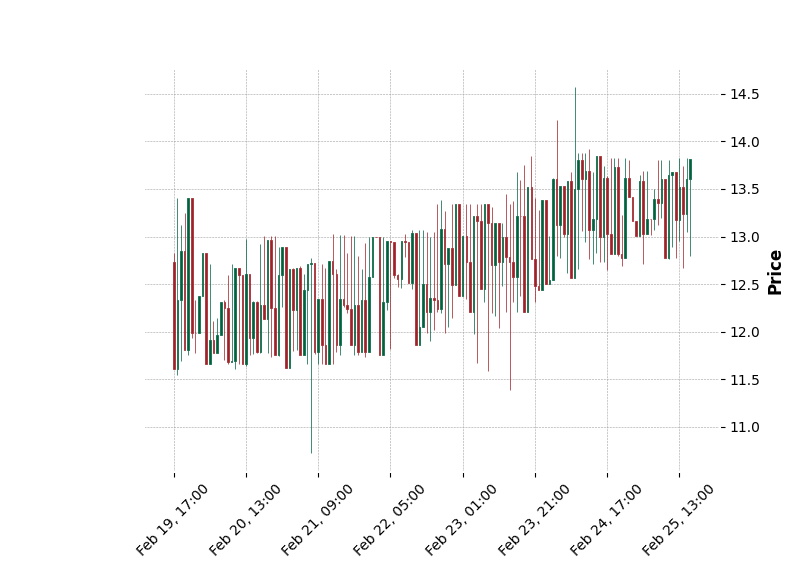 14.5
14.0
13.5
13.0
12.5
12.0
11.5
11.0
Price
Feb 19, 17:00
Feb 20, 13:00
Feb 21, 09:00
Feb 22, 05:00
Feb 23, 01:00
Feb 23, 21:00
Feb 24, 17:00
Feb 25, 13:00